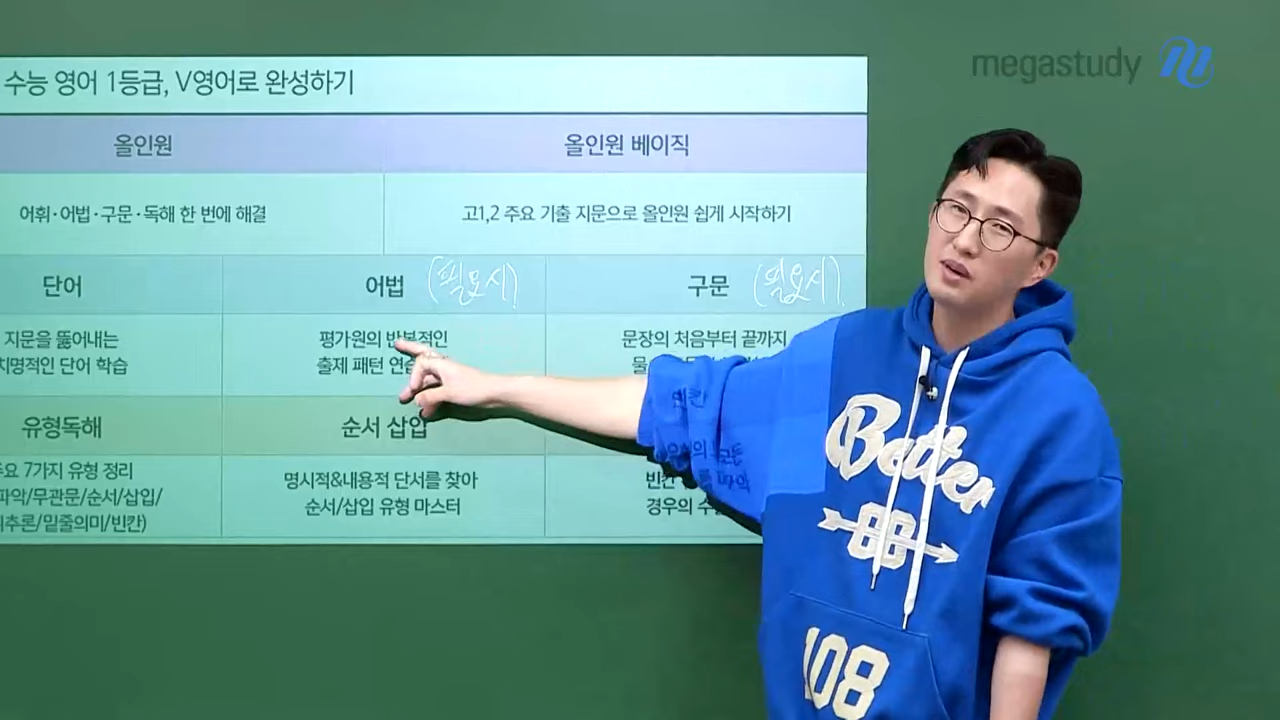 megastudy
수능 영어 1등급, V영어로 완성하기
올인원 올인원 베이직
어휘·어법·구문·독해 한 번에 해결 고1,2 주요 기출 지문으로 올인원 쉽게 시작하기
단어 어법 (필요시) 구문 (필요시)
지문을 뚫어내는 평가원의 반복적인 문장의 처음부터 끝까지
치명적인 단어 학습 출제 패턴
유형독해 순서 삽입 빈칸
주요 7가지 유형 정리 명시적&내용적 단서를 찾아 빈칸
파악/무관문/순서/삽입/ 순서/삽입 유형 마스터 경우의
추론/밑줄의미/빈칸)
Better
88
108